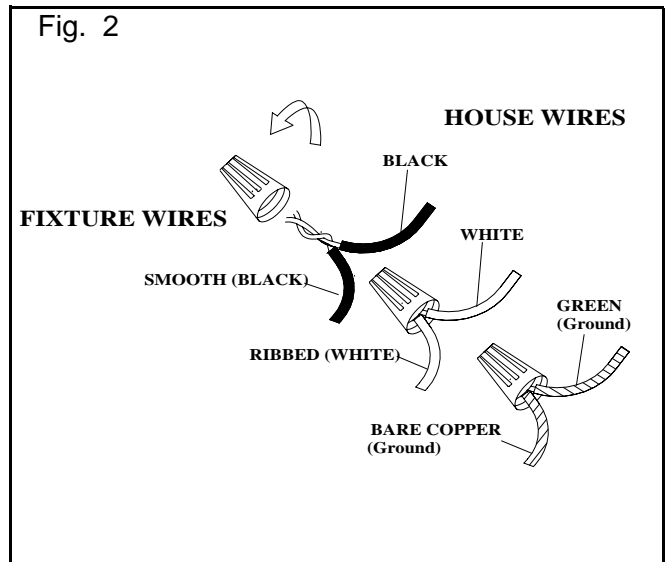 Fig. 2
HOUSE WIRES
BLACK
FIXTURE WIRES
WHITE
SMOOTH (BLACK)
GREEN
(Ground)
RIBBED (WHITE)
BARE COPPER
(Ground)